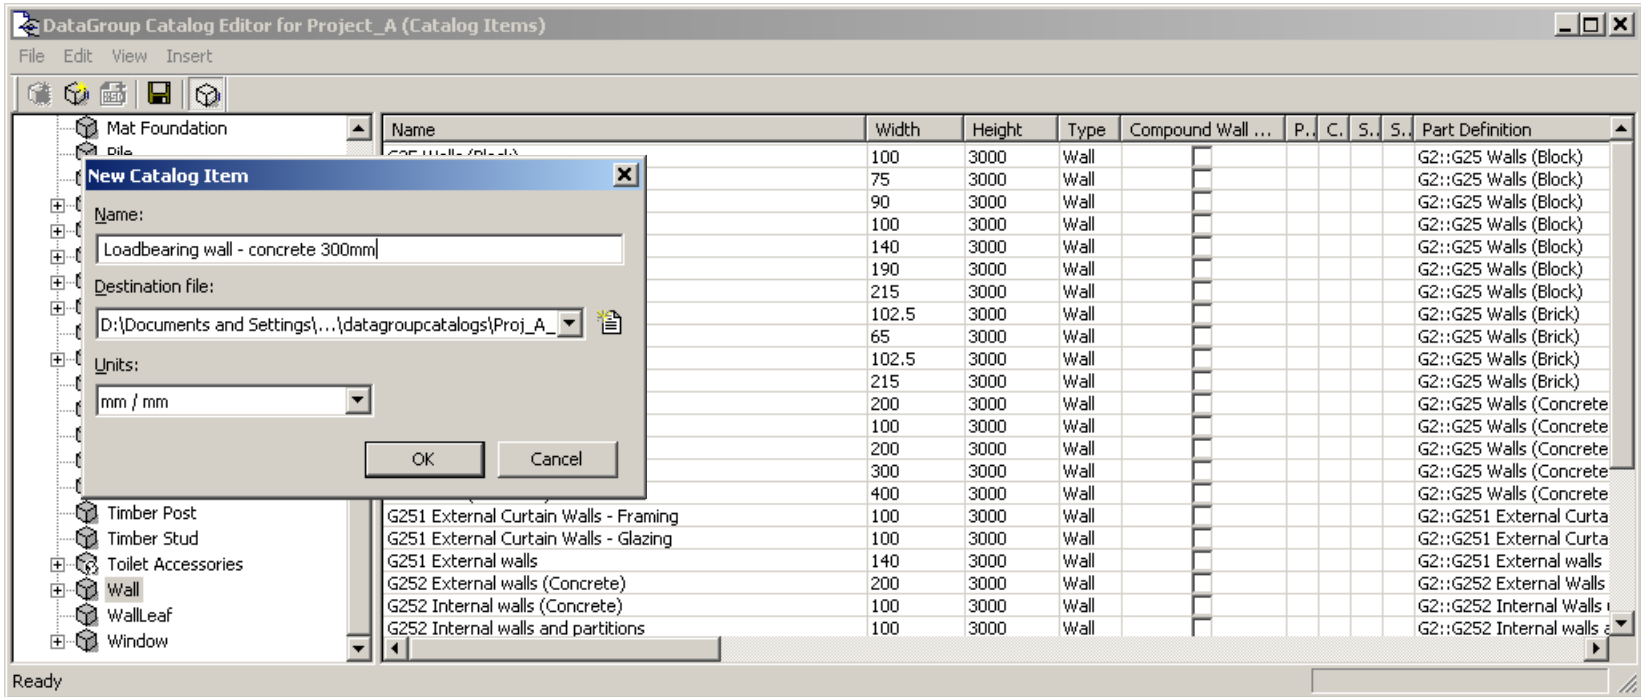 DataGroup Catalog Editor for Project_A (Catalog Items)
File Edit View Insert
Name Width Height Type Compound Wall ... P.. C. S.. S.. Part Definition
Mat Foundation
Pile
G25 Walls (Block) 100 3000 Wall G2::G25 Walls (Block)
75 3000 Wall G2::G25 Walls (Block)
90 3000 Wall G2::G25 Walls (Block)
100 3000 Wall G2::G25 Walls (Block)
140 3000 Wall G2::G25 Walls (Block)
190 3000 Wall G2::G25 Walls (Block)
215 3000 Wall G2::G25 Walls (Block)
102.5 3000 Wall G2::G25 Walls (Brick)
65 3000 Wall G2::G25 Walls (Brick)
102.5 3000 Wall G2::G25 Walls (Brick)
215 3000 Wall G2::G25 Walls (Brick)
200 3000 Wall G2::G25 Walls (Concrete
100 3000 Wall G2::G25 Walls (Concrete
200 3000 Wall G2::G25 Walls (Concrete
300 3000 Wall G2::G25 Walls (Concrete
400 3000 Wall G2::G25 Walls (Concrete
New Catalog Item
Name:
Loadbearing wall - concrete 300mm
Destination file:
D:\Documents and Settings\...\datagroupcatalogs\Proj_A_
Units:
mm / mm
OK Cancel
Timber Post
Timber Stud
Toilet Accessories
Wall
WallLeaf
Window
G251 External Curtain Walls - Framing 100 3000 Wall G2::G251 External Curta
G251 External Curtain Walls - Glazing 100 3000 Wall G2::G251 External Curta
G251 External walls 140 3000 Wall G2::G251 External walls
G252 External walls (Concrete) 200 3000 Wall G2::G252 External Walls
G252 Internal walls (Concrete) 100 3000 Wall G2::G252 Internal Walls
G252 Internal walls and partitions 100 3000 Wall G2::G252 Internal walls
Ready